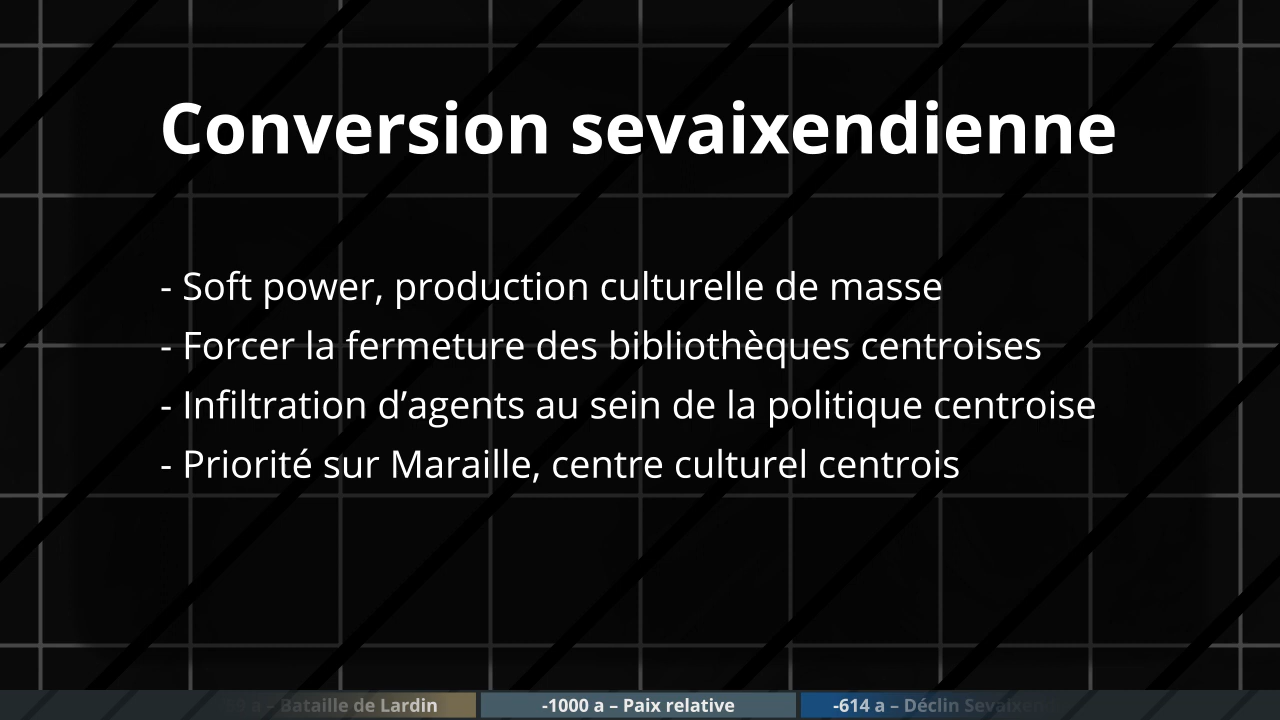 Conversion sevaixendienne
- Soft power, production culturelle de masse
- Forcer la fermeture des bibliothèques centroises
- Infiltration d’agents au sein de la politique centroise
- Priorité sur Maraille, centre culturel centrois
a – Bataille de Lardin
-1000 a – Paix relative
-614 a – Déclin